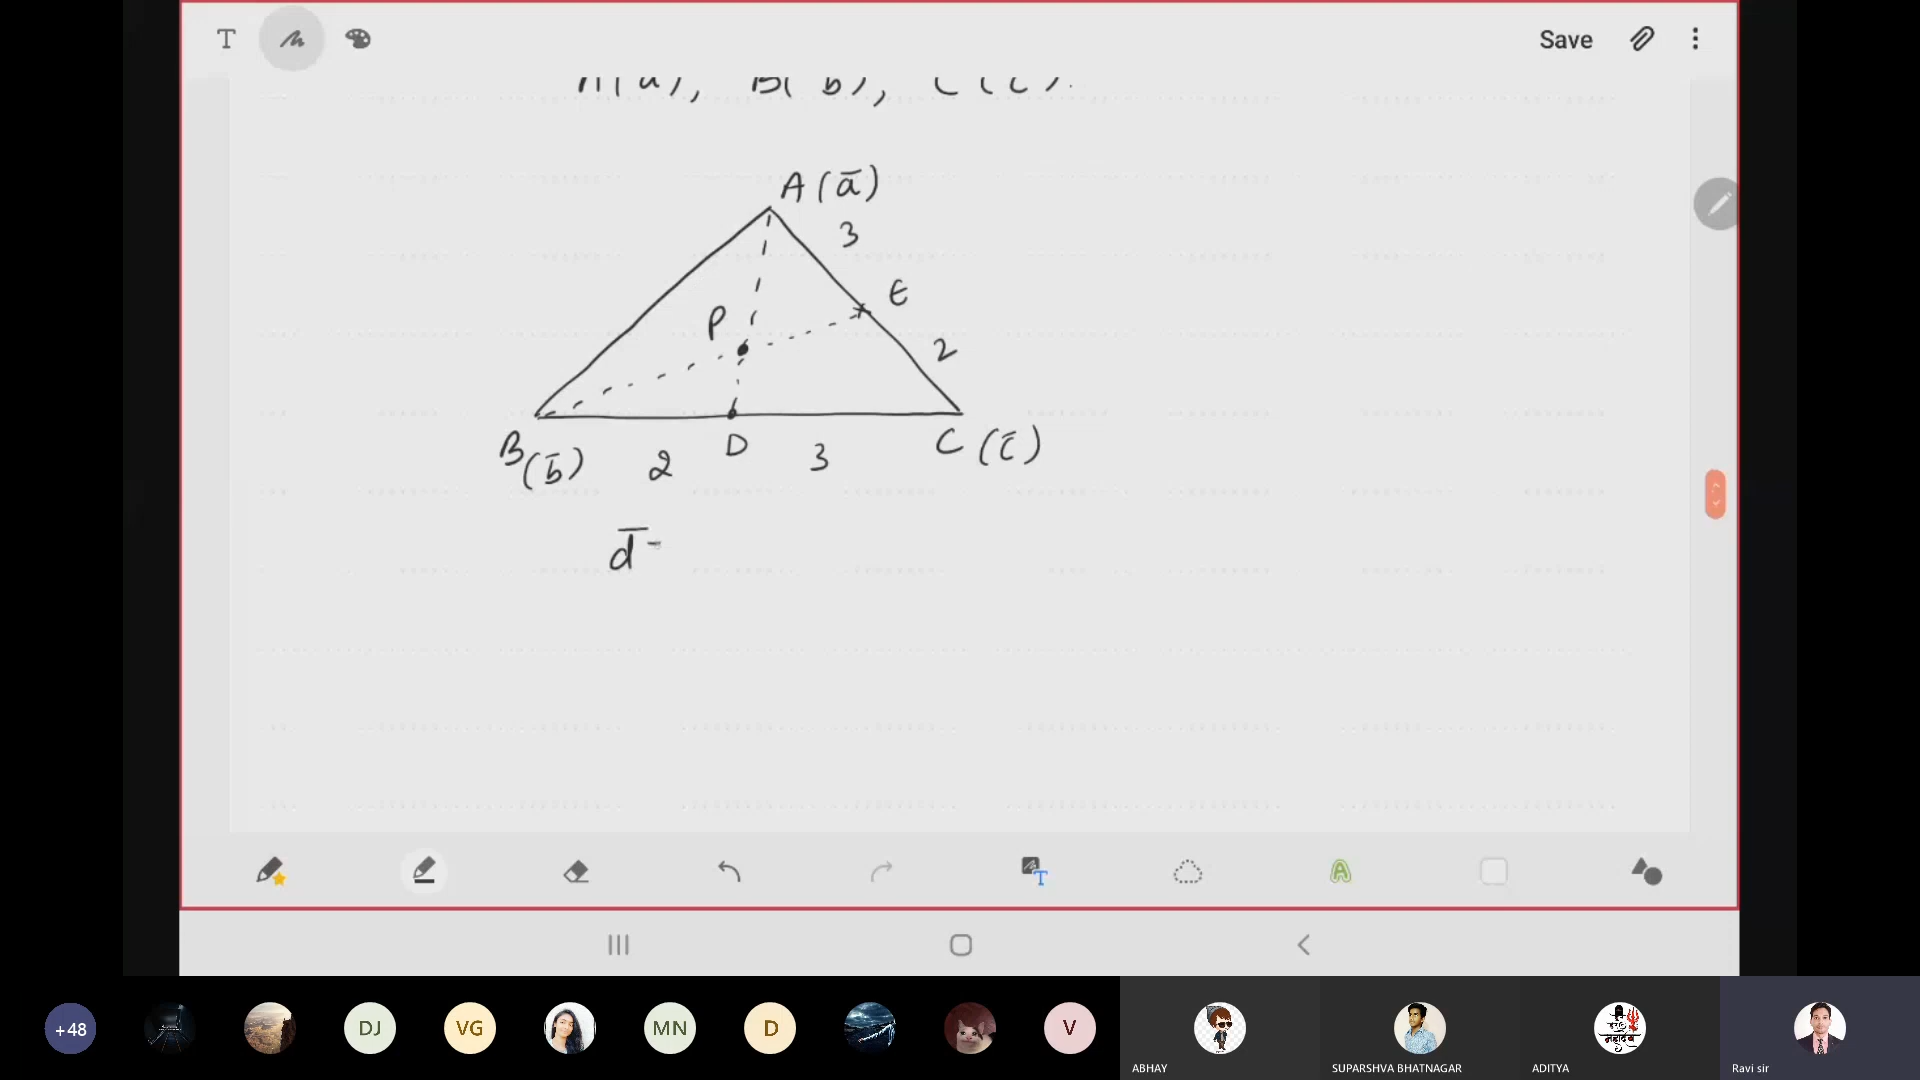 T Save
A(a), B(b), C(c).
A (a̅)
3
E
P
2
B(b̅) 2 D 3 C (c̅)
d̅ -
A
+48 DJ VG MN D V
ABHAY SUPARSHVA BHATNAGAR ADITYA Ravi sir